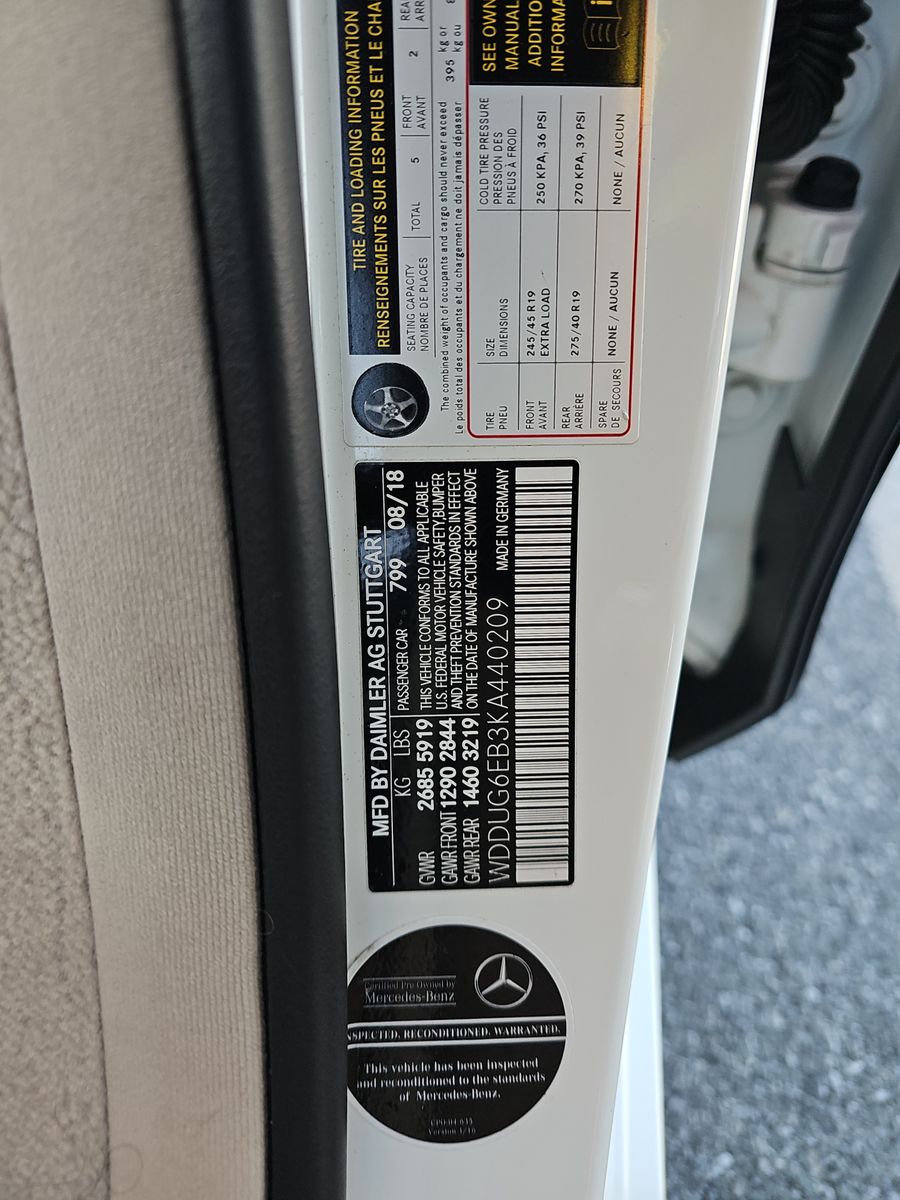 TIRE AND LOADING INFORMATION
RENSEIGNEMENTS SUR LES PNEUS ET LE CHA
SEATING CAPACITY
NOMBRE DE PLACES
TOTAL 5
FRONT
AVANT
2
REA
ARR
The combined weight of occupants and cargo should never exceed 395 kg or
Le poids total des occupants et du chargement ne doit jamais dépasser kg ou
TIRE
PNEU
SIZE
DIMENSIONS
COLD TIRE PRESSURE
PRESSION DES
PNEUS À FROID
SEE OWN
MANUAL
ADDITIO
INFORMA
FRONT
AVANT
245/45 R19
EXTRA LOAD
250 KPA, 36 PSI
REAR
ARRIÈRE
275/40 R19
270 KPA, 39 PSI
SPARE
DE SECOURS
NONE / AUCUN
NONE / AUCUN
MFD BY DAIMLER AG STUTTGART
KG LBS PASSENGER CAR 799 08/18
GVWR 2685 5919
GAWR FRONT 1290 2844
GAWR REAR 1460 3219
THIS VEHICLE CONFORMS TO ALL APPLICABLE
U.S. FEDERAL MOTOR VEHICLE SAFETY,BUMPER
AND THEFT PREVENTION STANDARDS IN EFFECT
ON THE DATE OF MANUFACTURE SHOWN ABOVE
WDDUG6EB3KA440209 MADE IN GERMANY
Certified Pre-Owned by
Mercedes-Benz
NSPECTED. RECONDITIONED. WARRANTED.
This vehicle has been inspected
and reconditioned to the standards
of Mercedes-Benz.